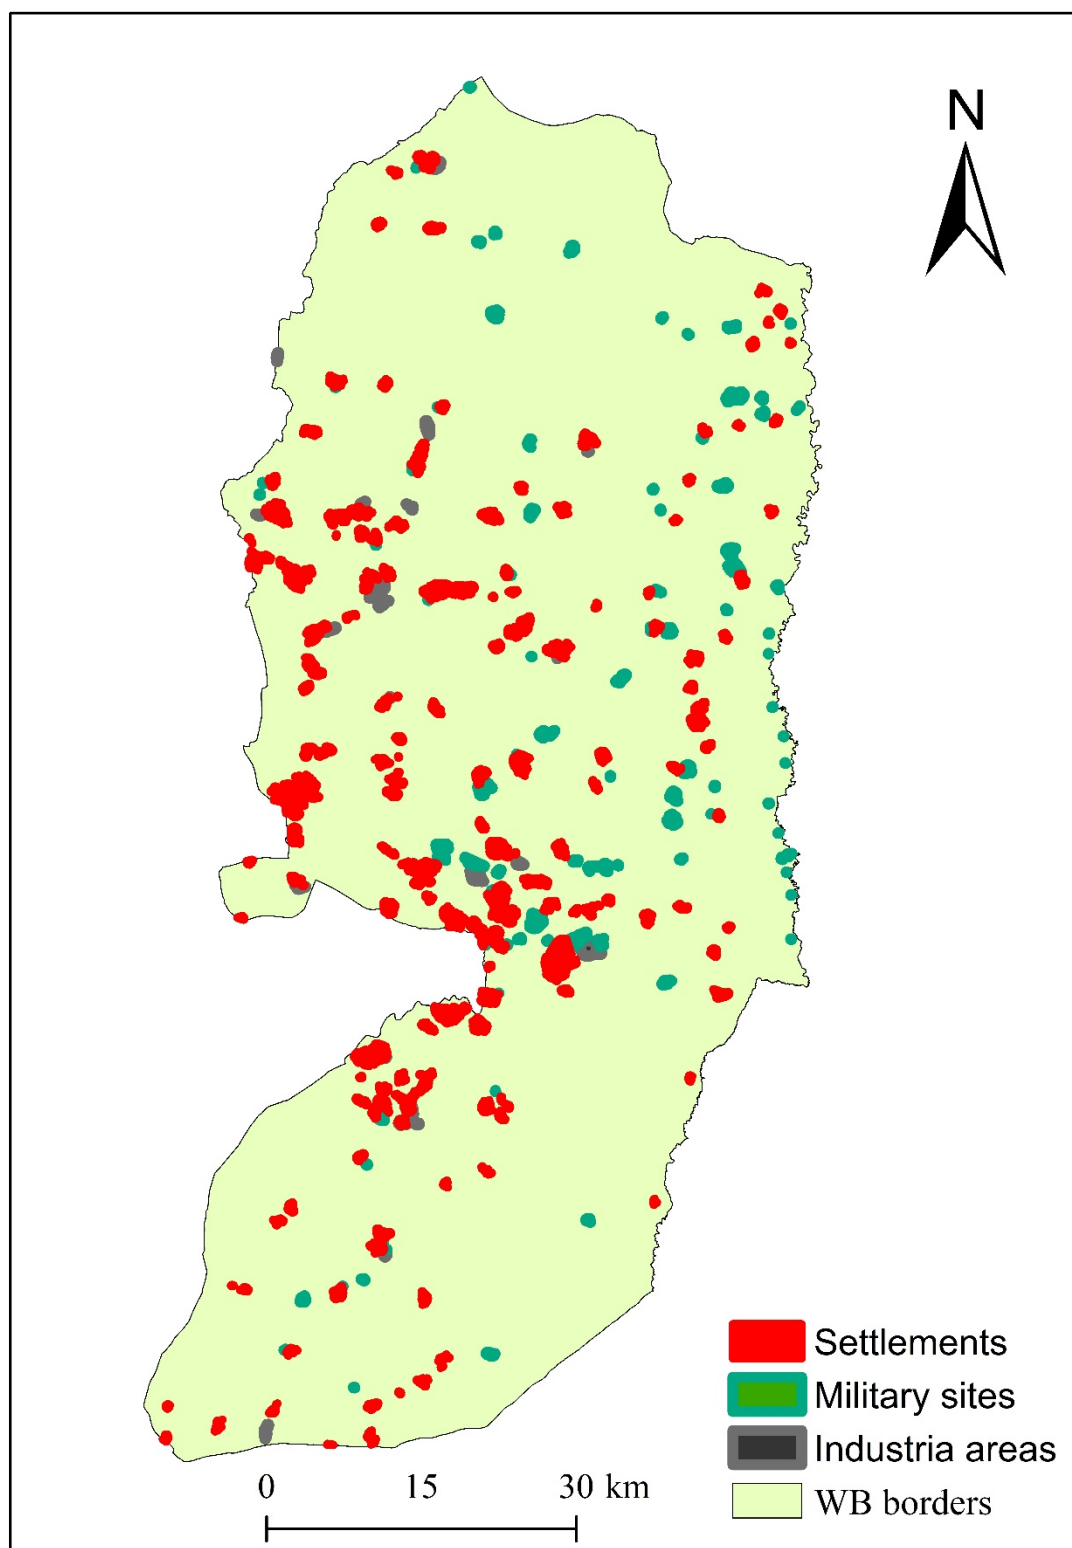 N
Settlements
Military sites
Industria areas
WB borders
0 15 30 km